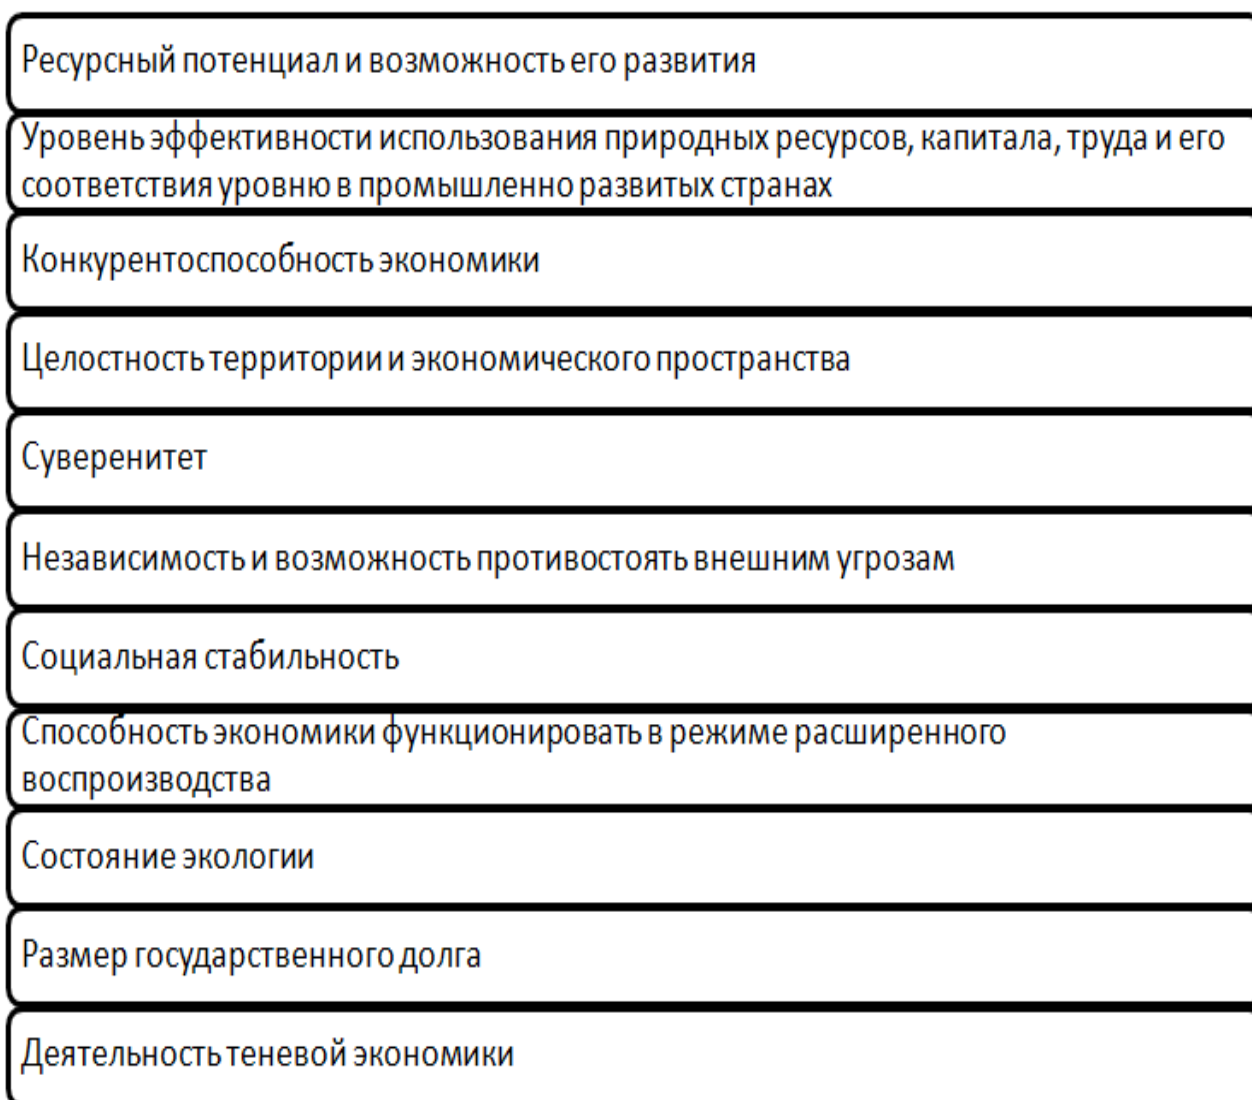 Ресурсный потенциал и возможность его развития
Уровень эффективности использования природных ресурсов, капитала, труда и его
соответствия уровню в промышленно развитых странах
Конкурентоспособность экономики
Целостность территории и экономического пространства
Суверенитет
Независимость и возможность противостоять внешним угрозам
Социальная стабильность
Способность экономики функционировать в режиме расширенного
воспроизводства
Состояние экологии
Размер государственного долга
Деятельность теневой экономики